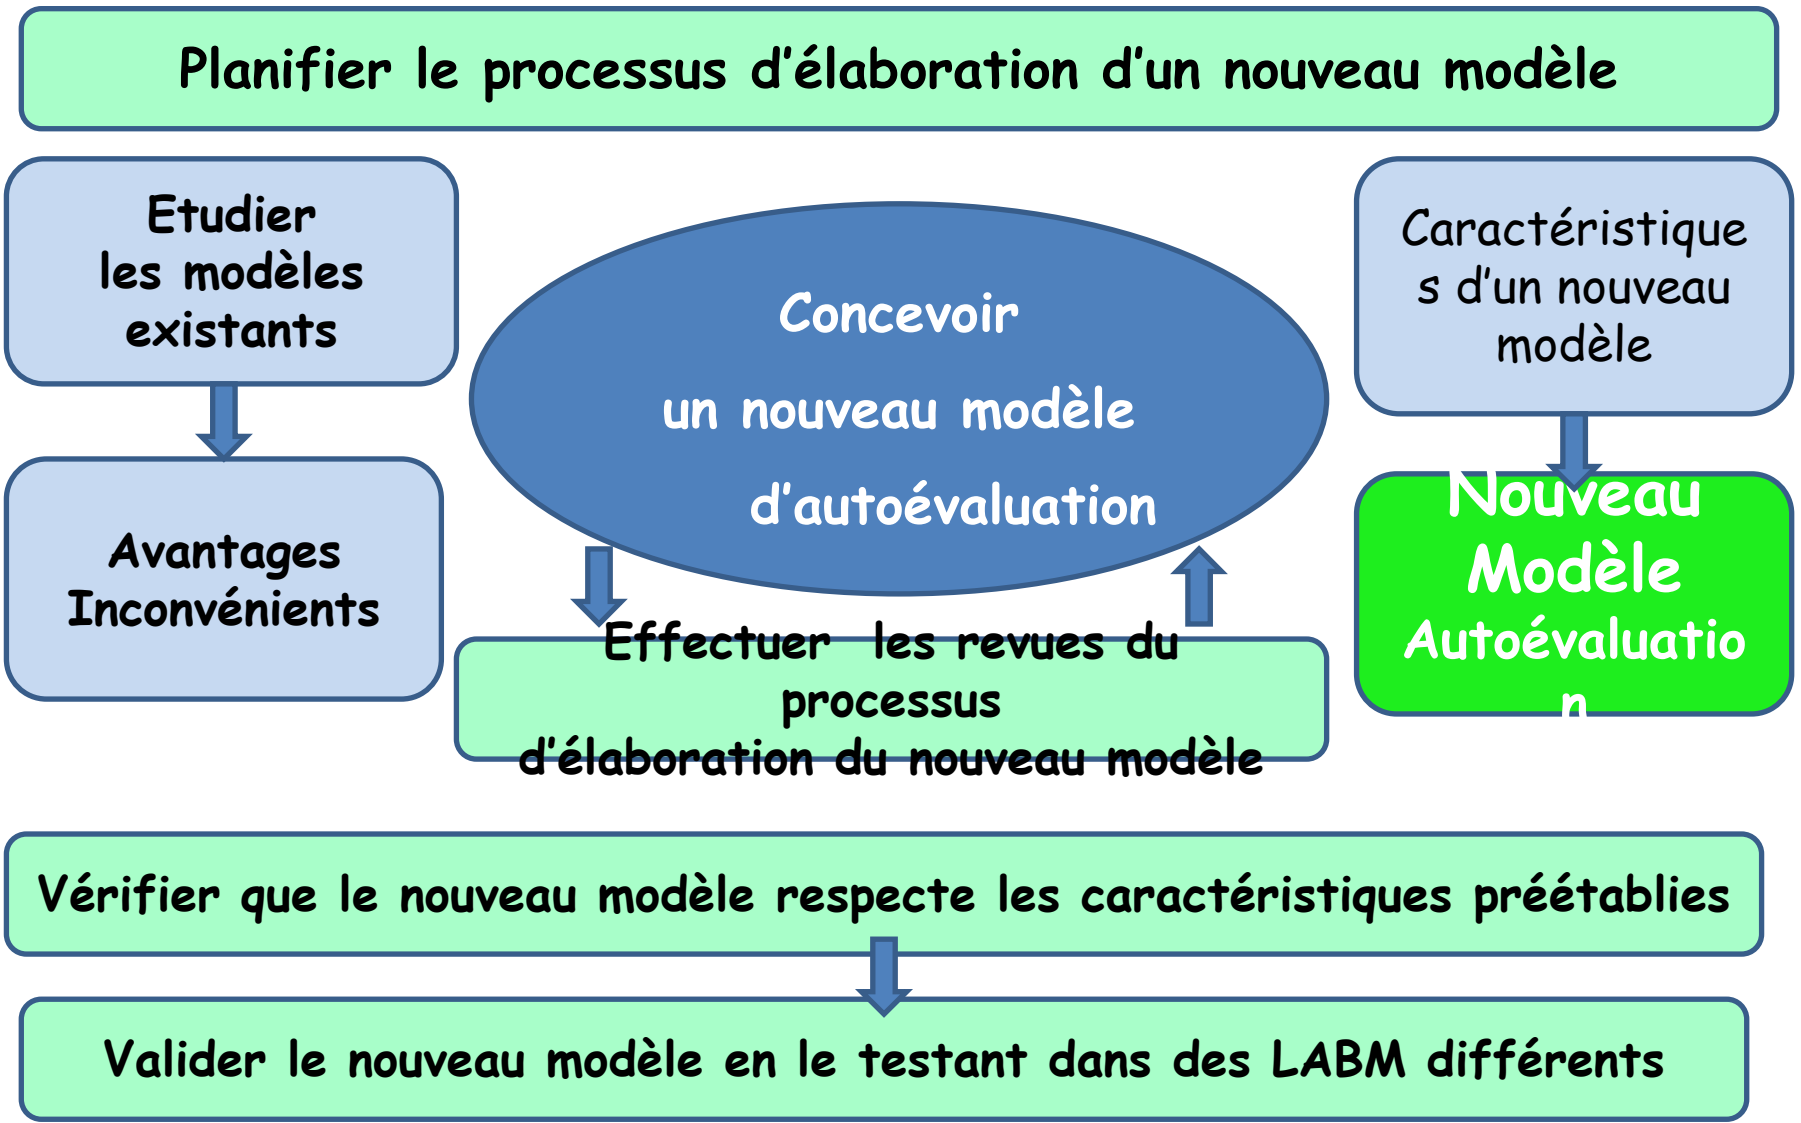 Planifier le processus d’élaboration d’un nouveau modèle
Etudier
les modèles
existants
Avantages
Inconvénients
Concevoir
un nouveau modèle
d’autoévaluation
Effectuer  les revues du
processus
d’élaboration du nouveau modèle
Caractéristique
s d’un nouveau
modèle
Nouveau
Modèle
Autoévaluatio
n
Vérifier que le nouveau modèle respecte les caractéristiques préétablies
Valider le nouveau modèle en le testant dans des LABM différents